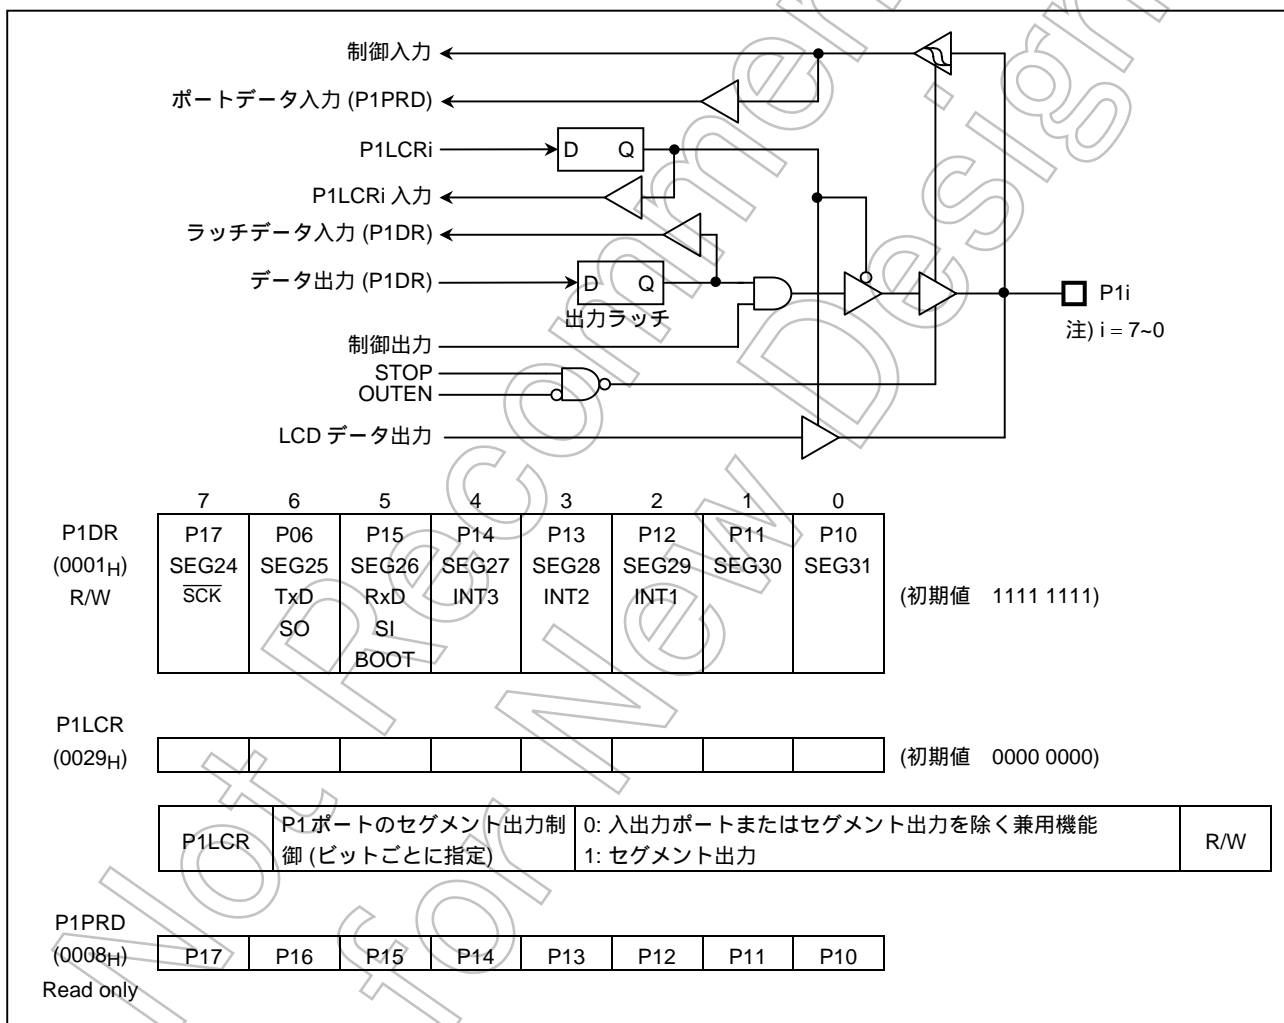 制御入力
ポートデータ入力 (P1PRD)
P1LCRi
D Q
P1LCRi 入力
ラッチデータ入力 (P1DR)
データ出力 (P1DR)
D Q
出力ラッチ
P1i
注) i = 7~0
制御出力
STOP
OUTEN
LCD データ出力
7 6 5 4 3 2 1 0
P1DR P17 P06 P15 P14 P13 P12 P11 P10
(0001H) SEG24 SEG25 SEG26 SEG27 SEG28 SEG29 SEG30 SEG31
R/W SCK TxD RxD INT3 INT2 INT1 (初期値 1111 1111)
SO SI
BOOT
P1LCR
(0029H) (初期値 0000 0000)
P1LCR P1ポートのセグメント出力制御 (ビットごとに指定) 0: 入出力ポートまたはセグメント出力を除く兼用機能 R/W
1: セグメント出力
P1PRD
(0008H) P17 P16 P15 P14 P13 P12 P11 P10
Read only
Not Recommended
for New Design